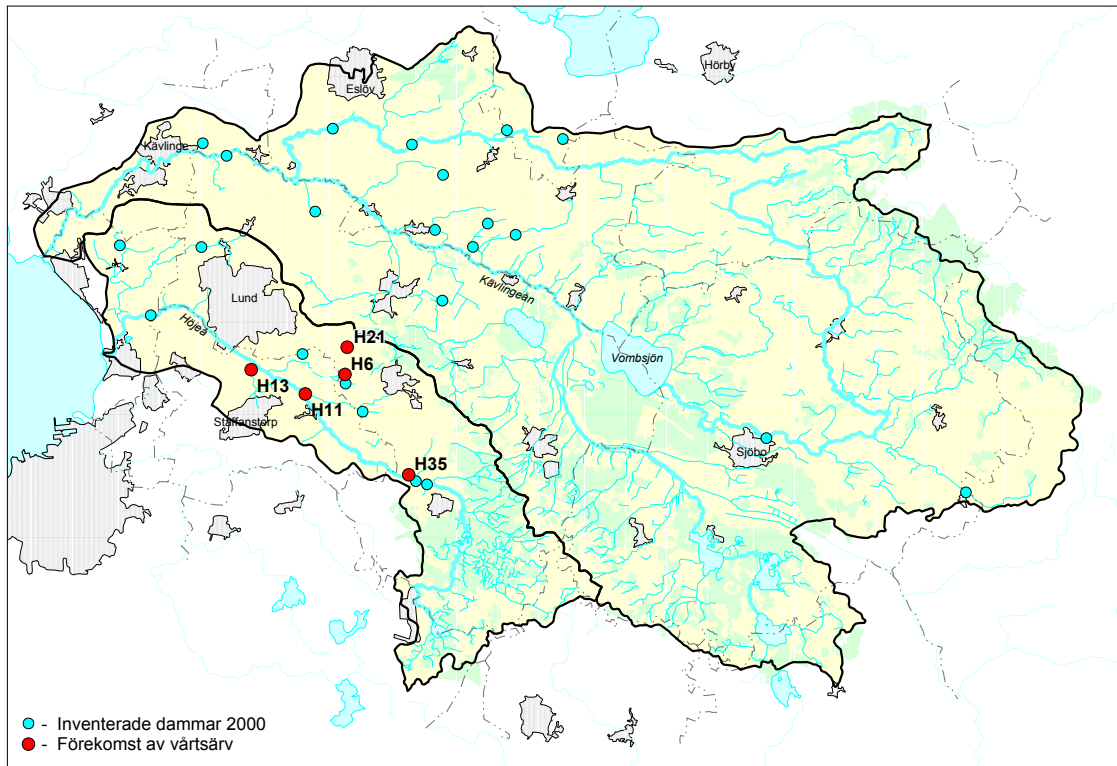 Hörby
Eslöv
Kävlinge
Lund
Kävlingeån
Höjeå
H21
Vombsjön
H6
H13
H11
Staffanstorp
Sjöbo
H35
- Inventerade dammar 2000
- Förekomst av vårtsärv